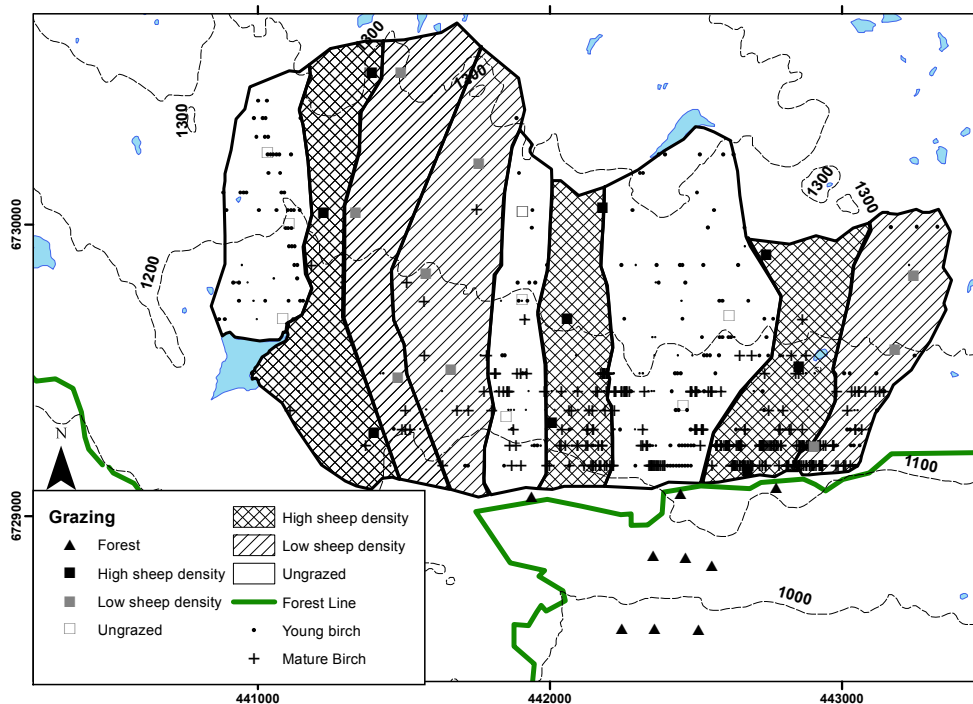 1300
1300
1300
1300
1300
1200
6730000
N
1100
6729000
1000
Grazing
Forest
High sheep density
Low sheep density
Ungrazed
High sheep density
Low sheep density
Ungrazed
Forest Line
Young birch
Mature Birch
441000
442000
443000